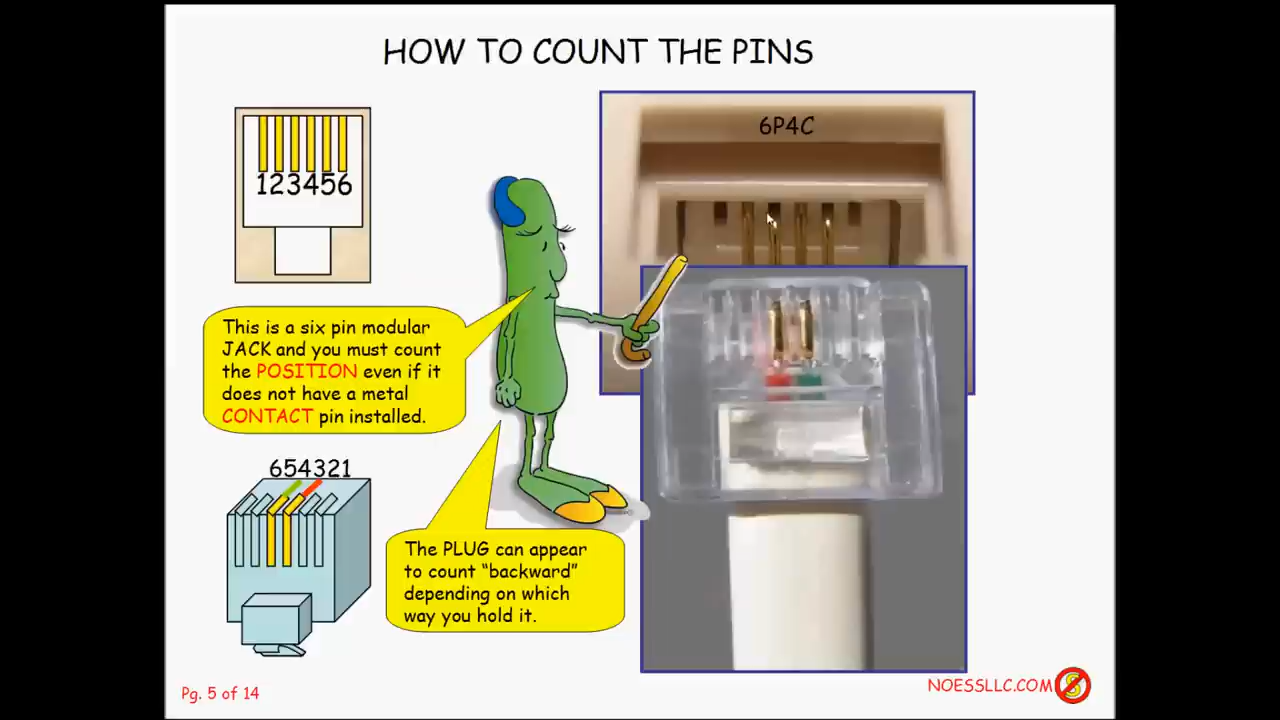 HOW TO COUNT THE PINS
6P4C
123456
This is a six pin modular
JACK and you must count
the POSITION even if it
does not have a metal
CONTACT pin installed.
654321
The PLUG can appear
to count “backward”
depending on which
way you hold it.
Pg. 5 of 14
NOESSLLC.COM